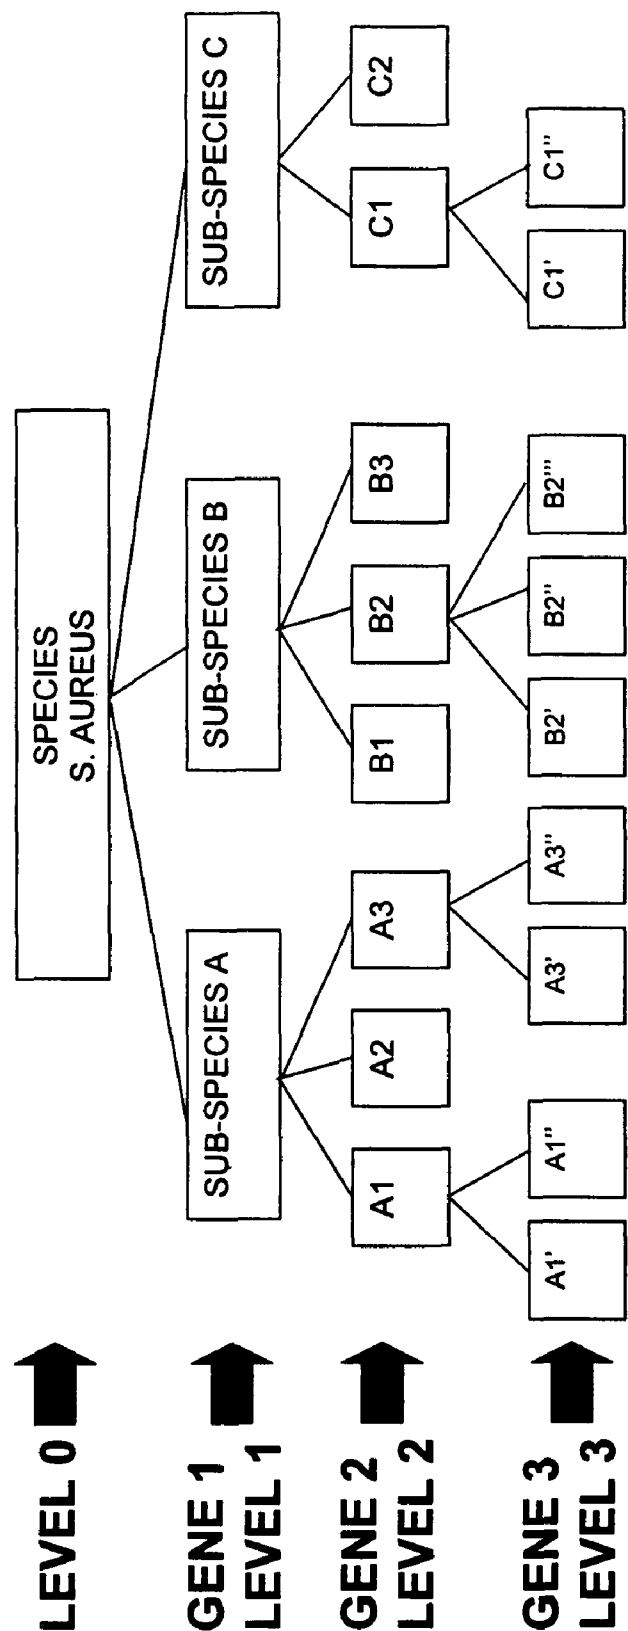 LEVEL 0
SPECIES
S. AUREUS
GENE 1
LEVEL 1
SUB-SPECIES A
SUB-SPECIES B
SUB-SPECIES C
GENE 2
LEVEL 2
A1
A2
A3
B1
B2
B3
C1
C2
GENE 3
LEVEL 3
A1'
A1''
A3'
A3''
B2'
B2''
B2'''
C1'
C1''